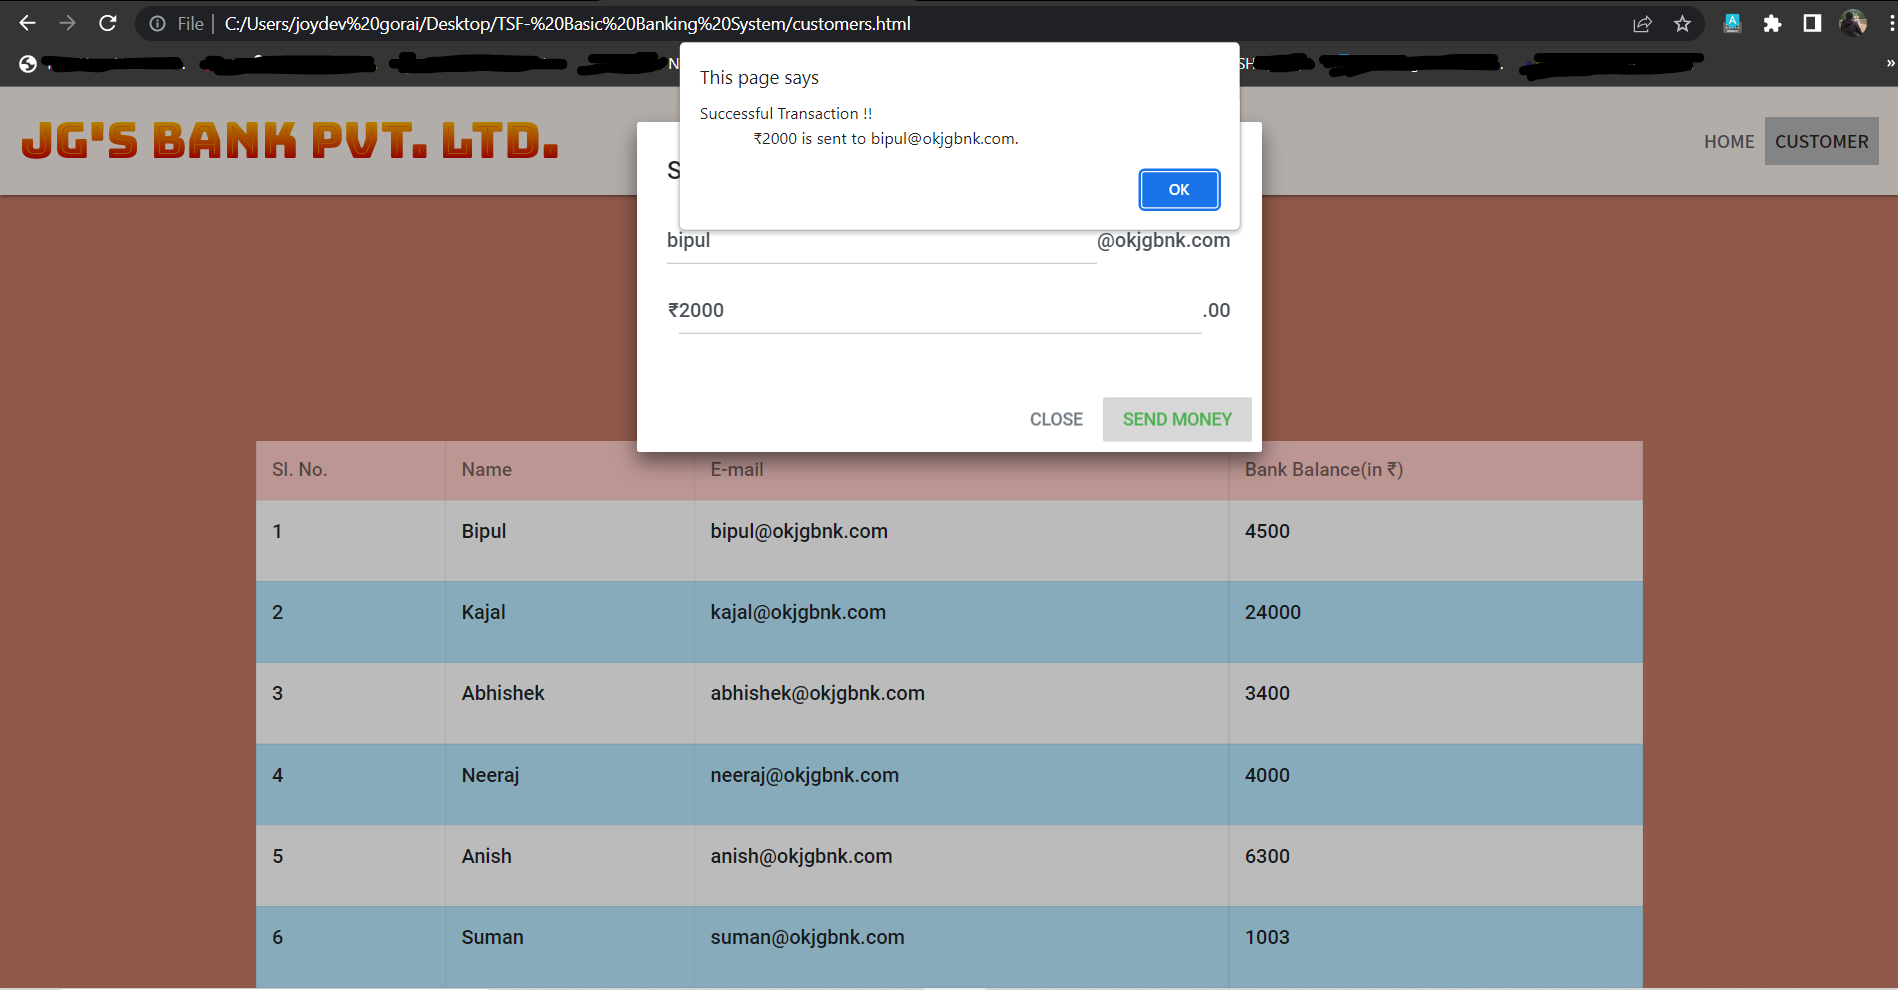 File | C:/Users/joydev%20gorai/Desktop/TSF-%20Basic%20Banking%20System/customers.html
This page says
Successful Transaction !!
₹2000 is sent to bipul@okjgbnk.com.
OK
JG'S BANK PVT. LTD.
HOME CUSTOMER
bipul @okjgbnk.com
₹2000 .00
CLOSE SEND MONEY
Sl. No. Name E-mail Bank Balance(in ₹)
1 Bipul bipul@okjgbnk.com 4500
2 Kajal kajal@okjgbnk.com 24000
3 Abhishek abhishek@okjgbnk.com 3400
4 Neeraj neeraj@okjgbnk.com 4000
5 Anish anish@okjgbnk.com 6300
6 Suman suman@okjgbnk.com 1003